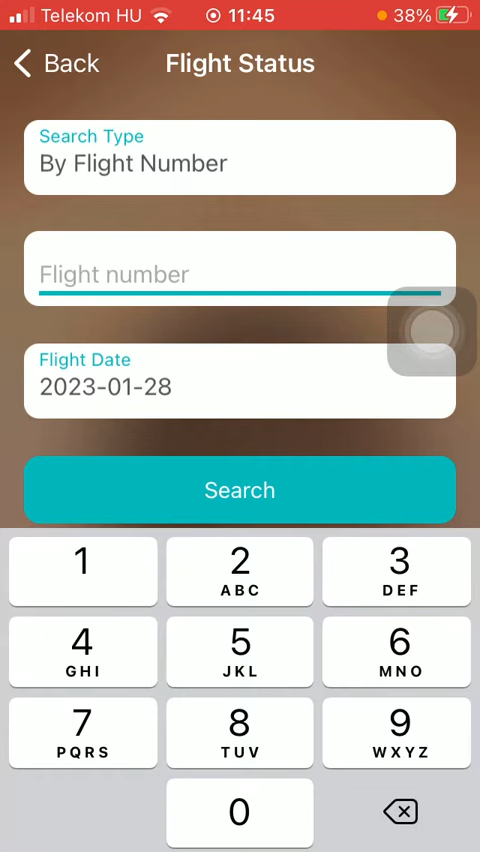 Telekom HU 11:45 38%
Back Flight Status
Search Type
By Flight Number
Flight number
Flight Date
2023-01-28
Search
1 2 3
ABC DEF
4 5 6
GHI JKL MNO
7 8 9
PQRS TUV WXYZ
0